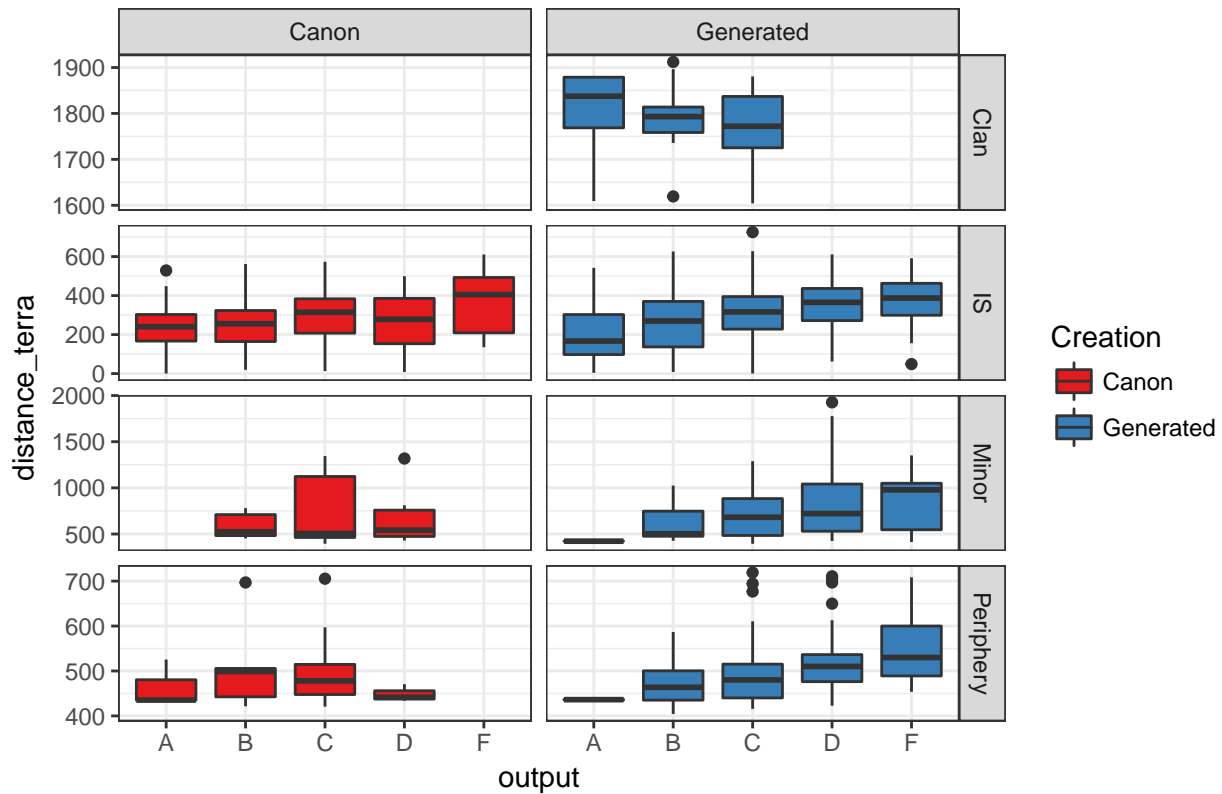 Canon Generated
1900
1800
1700
1600
Clan
600
400
200
0
IS
2000
1500
1000
500
Minor
700
600
500
400
Periphery
distance_terra
A B C D F A B C D F
output
Creation
Canon
Generated